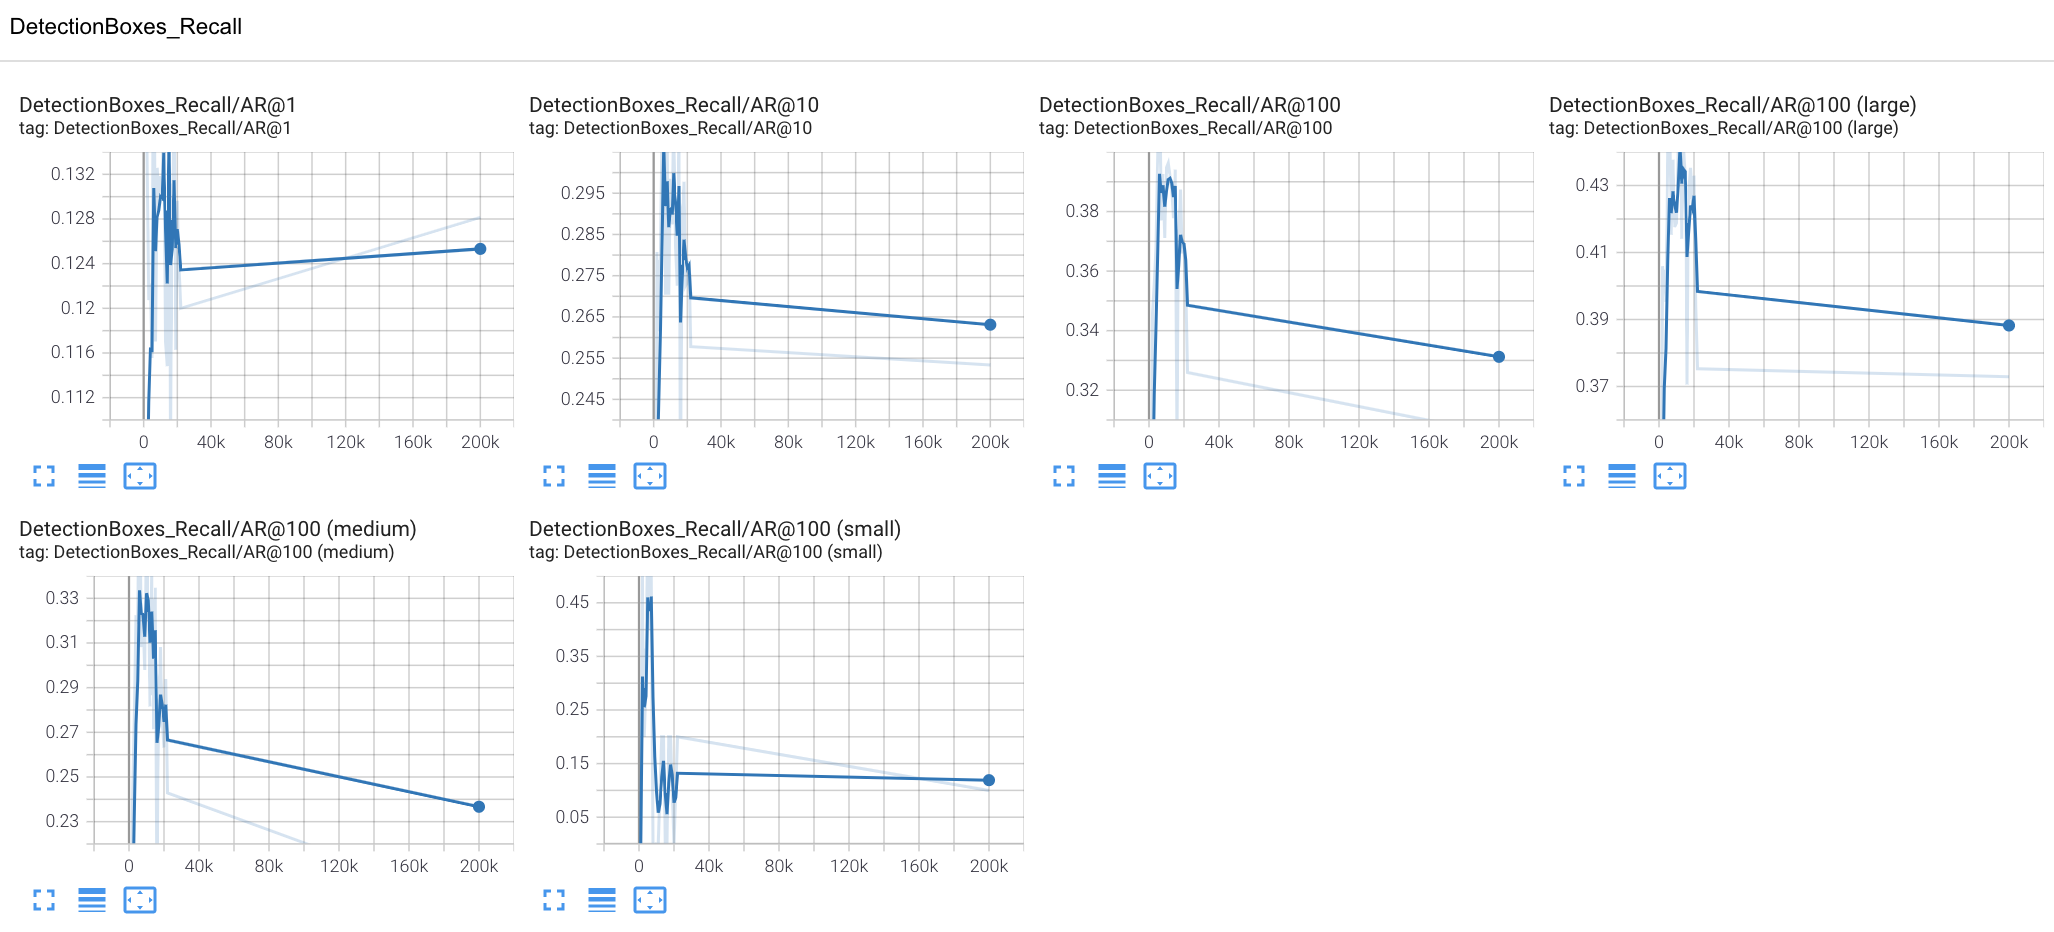 DetectionBoxes_Recall
DetectionBoxes_Recall/AR@1
tag: DetectionBoxes_Recall/AR@1
0.132
0.128
0.124
0.12
0.116
0.112
0 40k 80k 120k 160k 200k
DetectionBoxes_Recall/AR@10
tag: DetectionBoxes_Recall/AR@10
0.295
0.285
0.275
0.265
0.255
0.245
0 40k 80k 120k 160k 200k
DetectionBoxes_Recall/AR@100
tag: DetectionBoxes_Recall/AR@100
0.38
0.36
0.34
0.32
0 40k 80k 120k 160k 200k
DetectionBoxes_Recall/AR@100 (large)
tag: DetectionBoxes_Recall/AR@100 (large)
0.43
0.41
0.39
0.37
0 40k 80k 120k 160k 200k
DetectionBoxes_Recall/AR@100 (medium)
tag: DetectionBoxes_Recall/AR@100 (medium)
0.33
0.31
0.29
0.27
0.25
0.23
0 40k 80k 120k 160k 200k
DetectionBoxes_Recall/AR@100 (small)
tag: DetectionBoxes_Recall/AR@100 (small)
0.45
0.35
0.25
0.15
0.05
0 40k 80k 120k 160k 200k